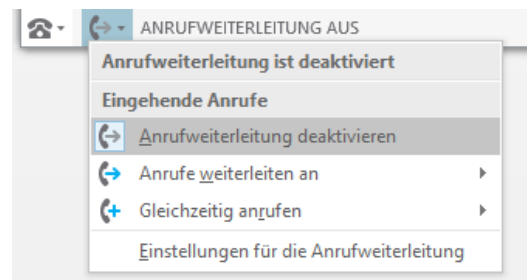 ANRUFWEITERLEITUNG AUS
Anrufweiterleitung ist deaktiviert
Eingehende Anrufe
Anrufweiterleitung deaktivieren
Anrufe weiterleiten an
Gleichzeitig anrufen
Einstellungen für die Anrufweiterleitung